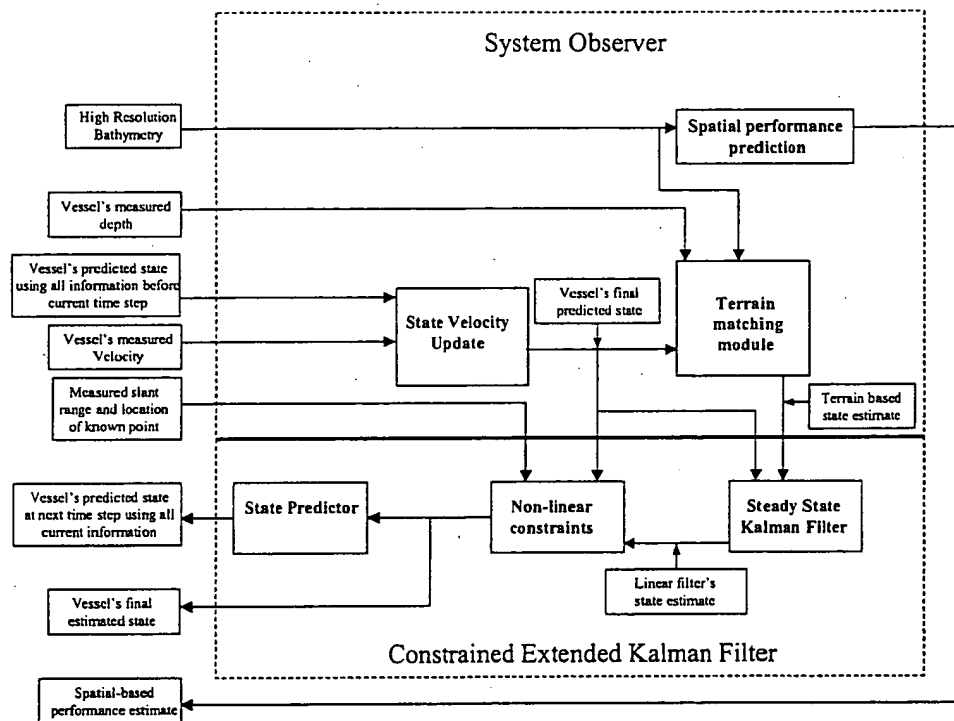 System Observer
High Resolution
Bathymetry
Spatial performance
prediction
Vessel's measured
depth
Vessel's predicted state
using all information before
current time step
Vessel's final
predicted state
State Velocity
Update
Terrain
matching
module
Vessel's measured
Velocity
Measured slant
range and location
of known point
Terrain based
state estimate
Vessel's predicted state
at next time step using all
current information
State Predictor
Non-linear
constraints
Steady State
Kalman Filter
Linear filter's
state estimate
Vessel's final
estimated state
Constrained Extended Kalman Filter
Spatial-based
performance estimate